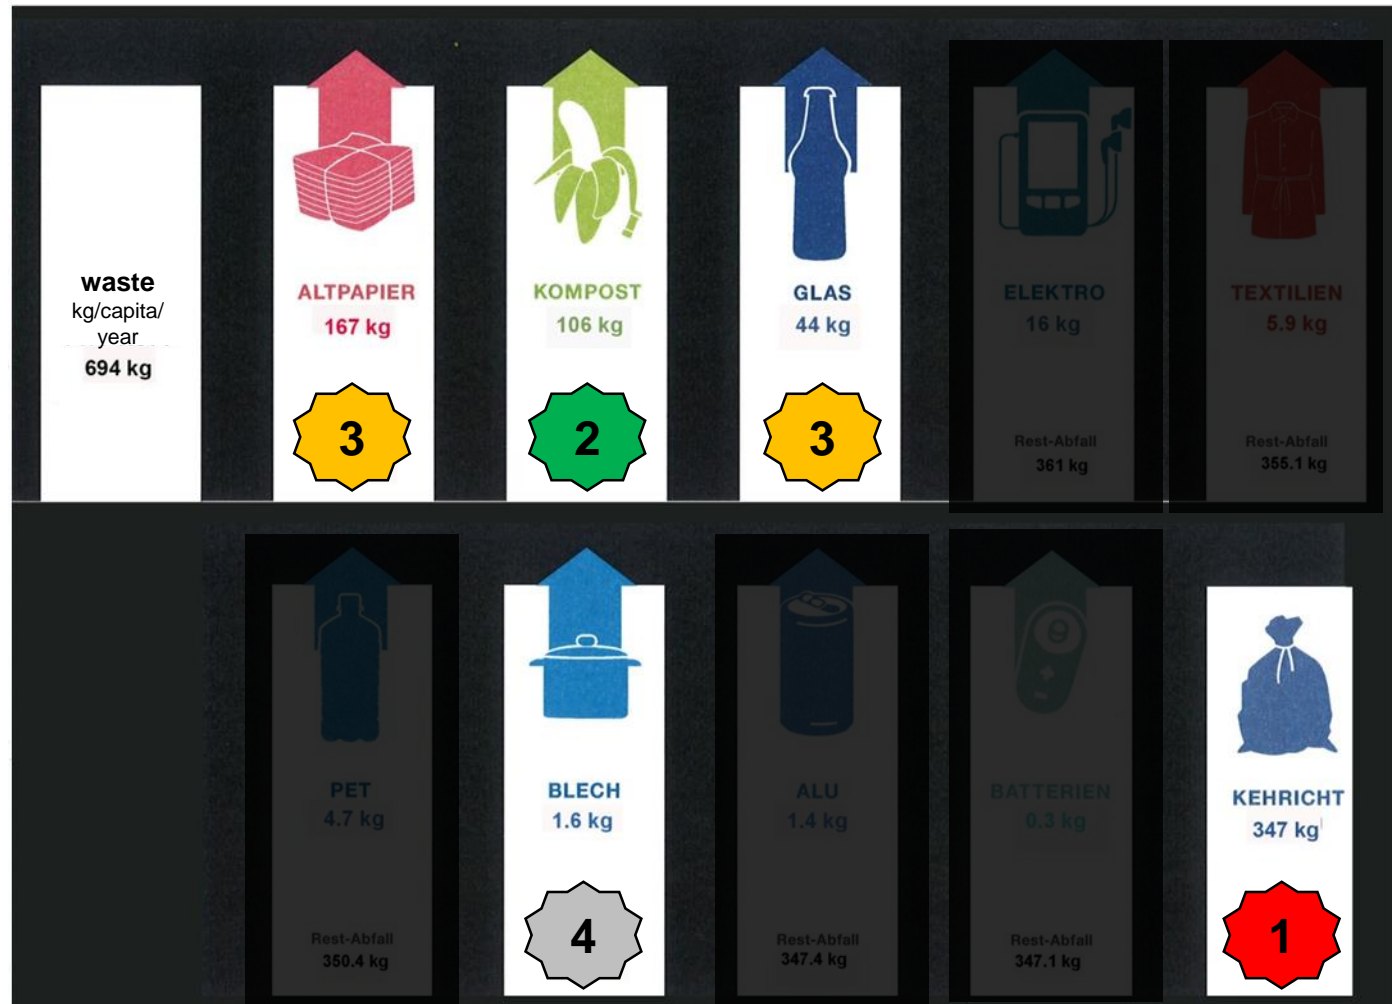 waste
kg/capita/
year
694 kg
ALTPAPIER
167 kg
3
KOMPOST
106 kg
2
GLAS
44 kg
3
ELEKTRO
16 kg
Rest-Abfall
361 kg
TEXTILIEN
5.9 kg
Rest-Abfall
355.1 kg
PET
4.7 kg
Rest-Abfall
350.4 kg
BLECH
1.6 kg
4
ALU
1.4 kg
Rest-Abfall
347.4 kg
BATTERIEN
0.3 kg
Rest-Abfall
347.1 kg
KEHRICHT
347 kg
1